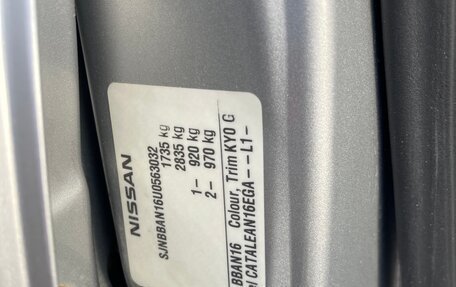 NISSAN
SJNBBAN16U0563032
1735 kg
2835 kg
1– 920 kg
2– 970 kg
BBAN16 Colour, Trim KY0 G
CATALEAN16EGA – – L1 –